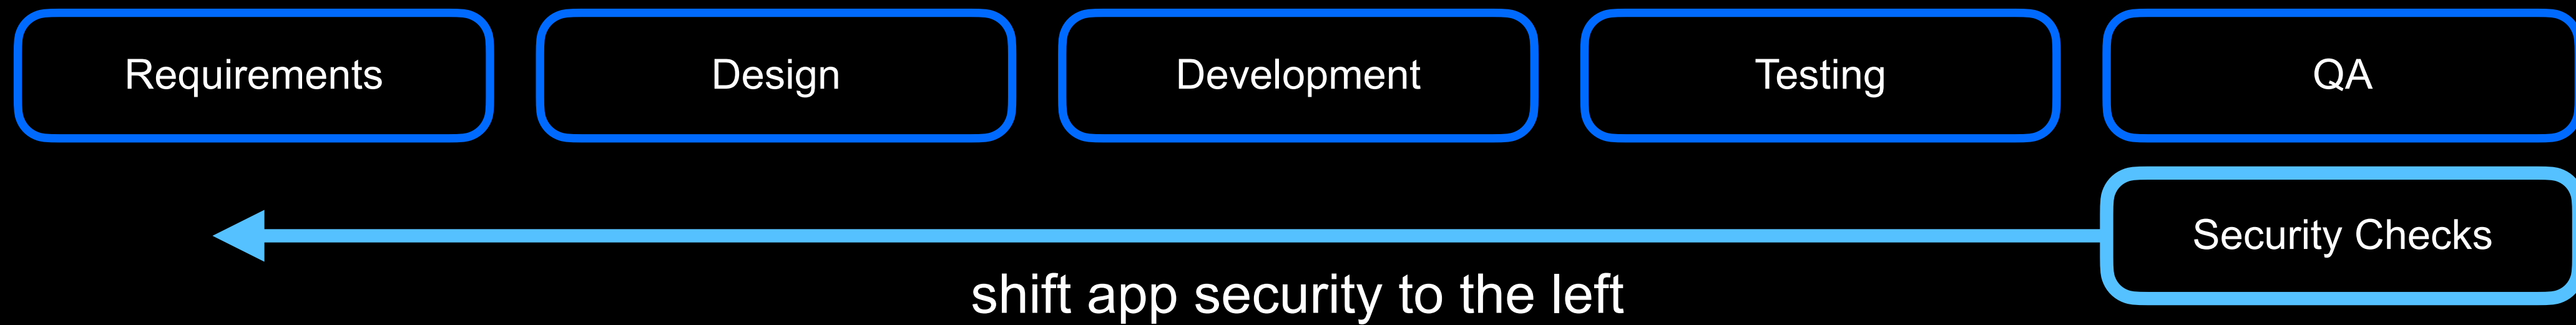 Requirements
Design
Development
Testing
QA
Security Checks
shift app security to the left